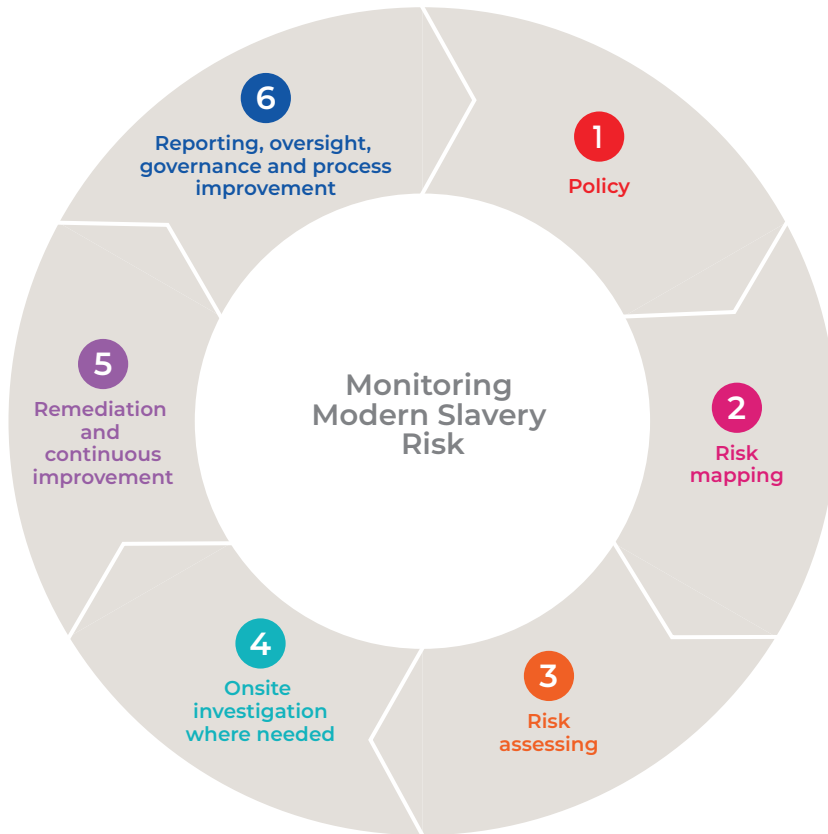 Monitoring
Modern Slavery
Risk
1
Policy
2
Risk
mapping
3
Risk
assessing
4
Onsite
investigation
where needed
5
Remediation
and
continuous
improvement
6
Reporting, oversight,
governance and process
improvement